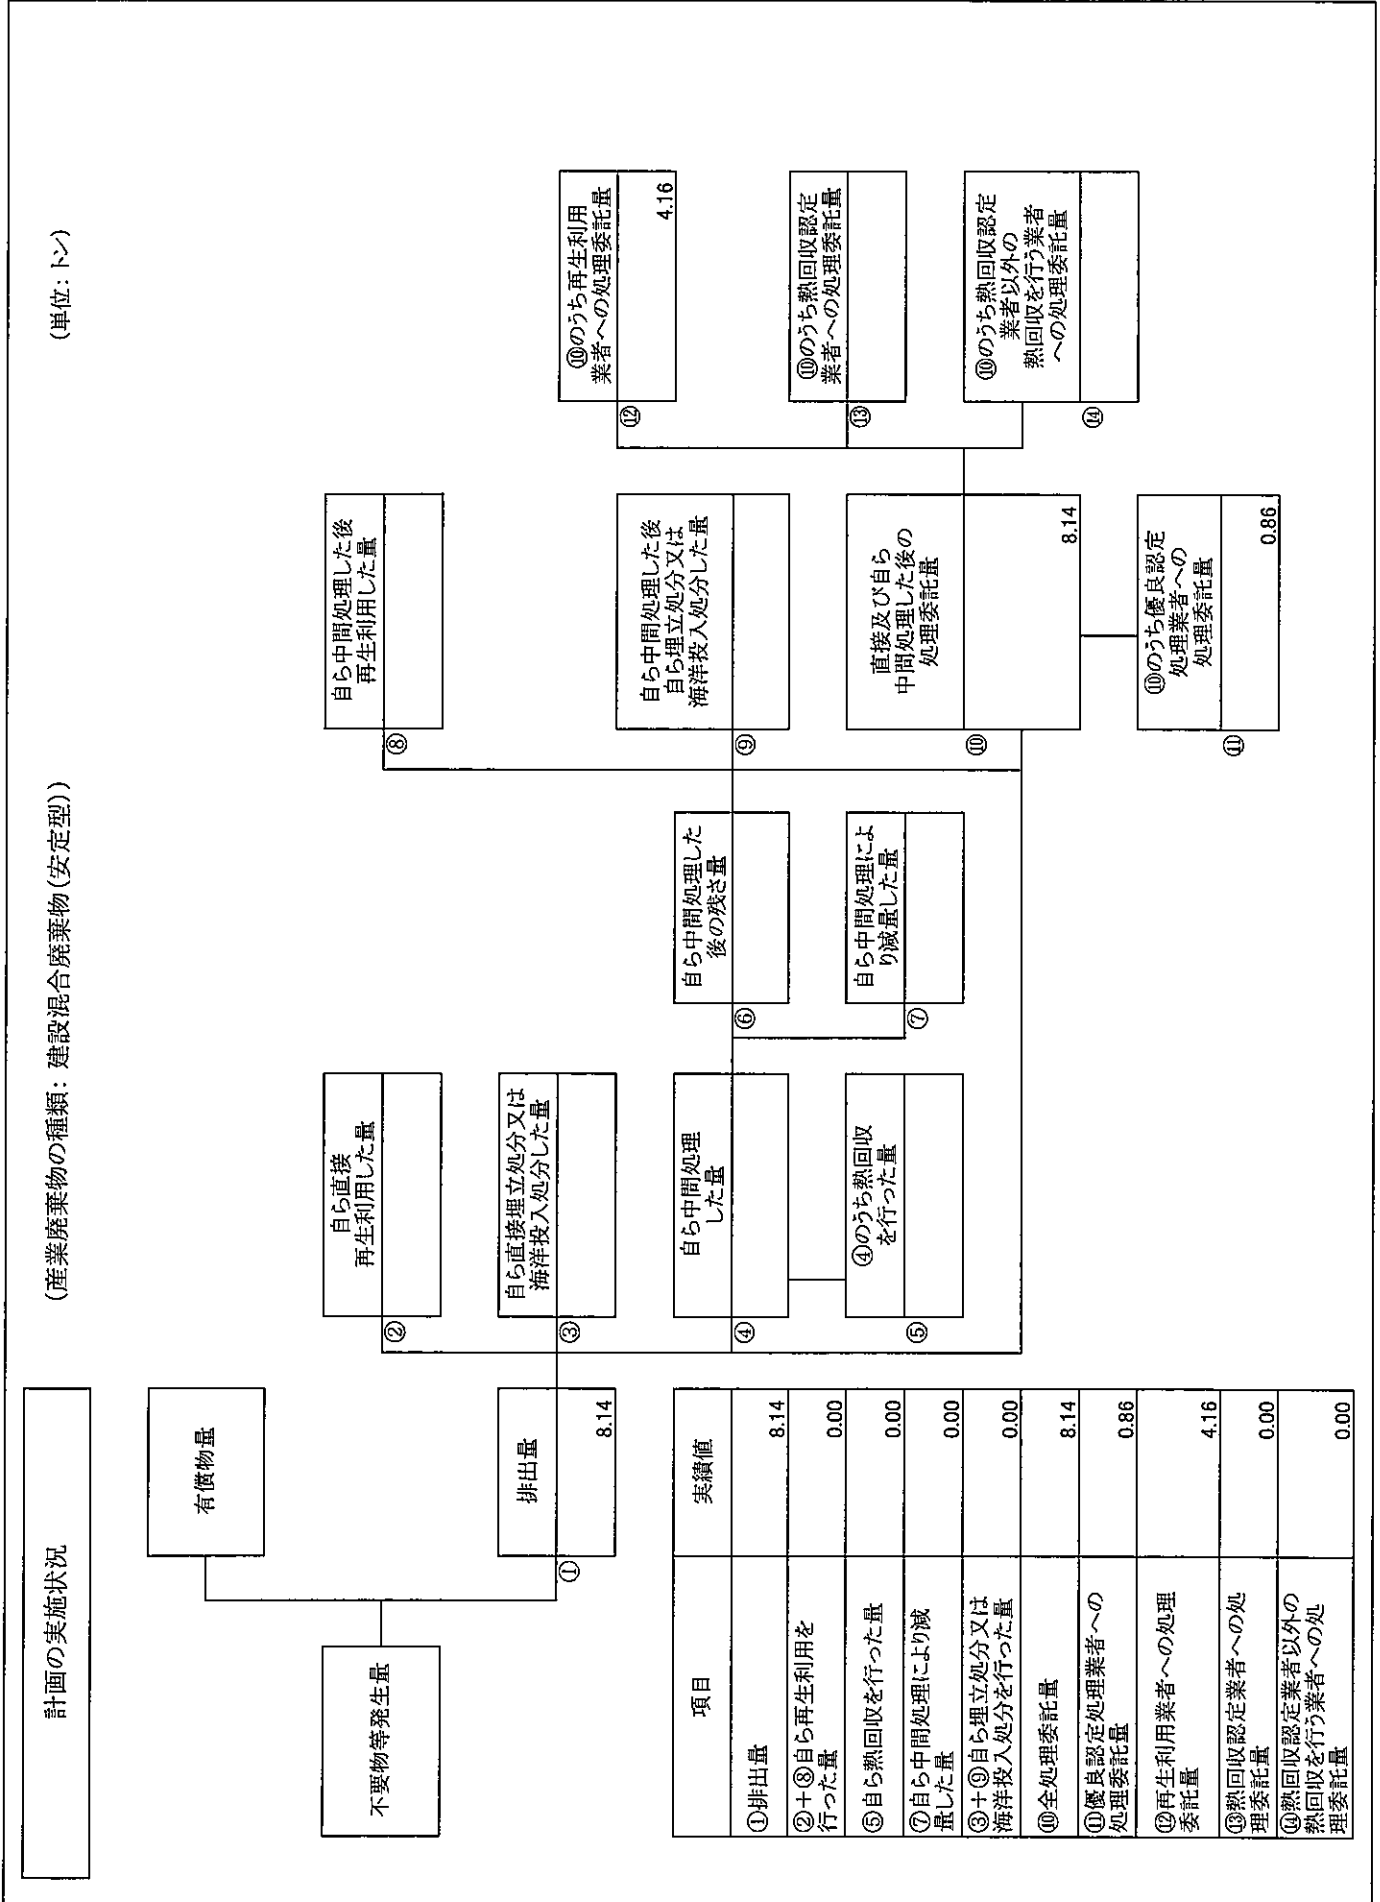 計画の実施状況
(産業廃棄物の種類: 建設混合廃棄物(安定型))
(単位: トン)
不要物等発生量
有償物量
①
排出量
8.14
②
自ら直接
再生利用した量
③
自ら直接埋立処分又は
海洋投入処分した量
④
自ら中間処理
した量
⑤
④のうち熱回収
を行った量
⑥
自ら中間処理した
後の残さ量
⑦
自ら中間処理によ
り減量した量
⑧
自ら中間処理した後
再生利用した量
⑨
自ら中間処理した後
自ら埋立処分又は
海洋投入処分した量
⑩
直接及び自ら
中間処理した後の
処理委託量
8.14
⑪
⑩のうち優良認定
処理業者への
処理委託量
0.86
⑫
⑩のうち再生利用
業者への処理委託量
4.16
⑬
⑩のうち熱回収認定
業者への処理委託量
⑭
⑩のうち熱回収認定
業者以外の
熱回収を行う業者
への処理委託量
項目
実績値
①排出量
8.14
②+⑧自ら再生利用を
行った量
0.00
⑤自ら熱回収を行った量
0.00
⑦自ら中間処理により減
量した量
0.00
③+⑨自ら埋立処分又は
海洋投入処分を行った量
0.00
⑩全処理委託量
8.14
⑪優良認定処理業者への
処理委託量
0.86
⑫再生利用業者への処理
委託量
4.16
⑬熱回収認定業者への処
理委託量
0.00
⑭熱回収認定業者以外の
熱回収を行う業者への処
理委託量
0.00